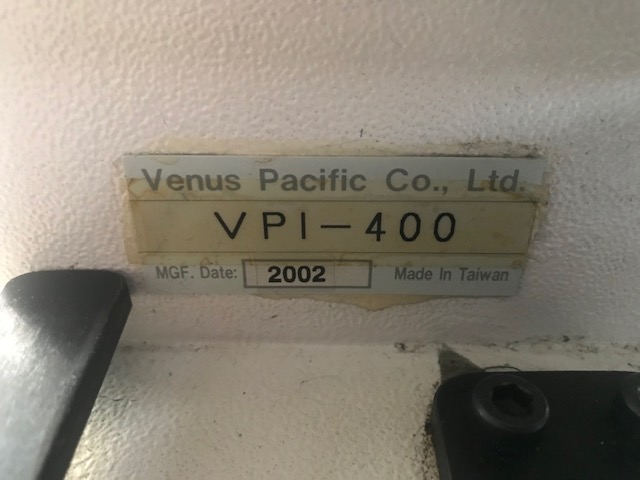 Venus Pacific Co., Ltd.
VPI-400
MGF. Date: 2002 Made In Taiwan